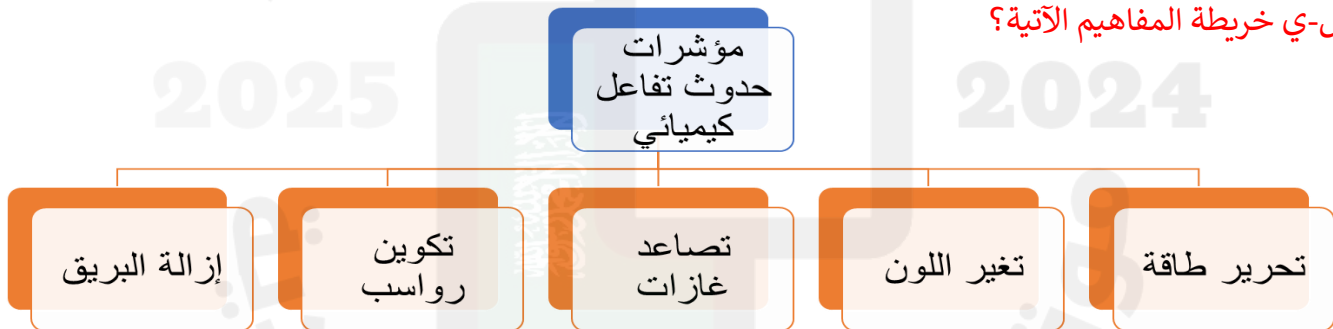 ي خريطة المفاهيم الآتية؟
2024
2025
مؤشرات
حدوث تفاعل
كيميائي
تحرير طاقة
تغير اللون
تصاعد
غازات
تكوين
رواسب
إزالة البريق